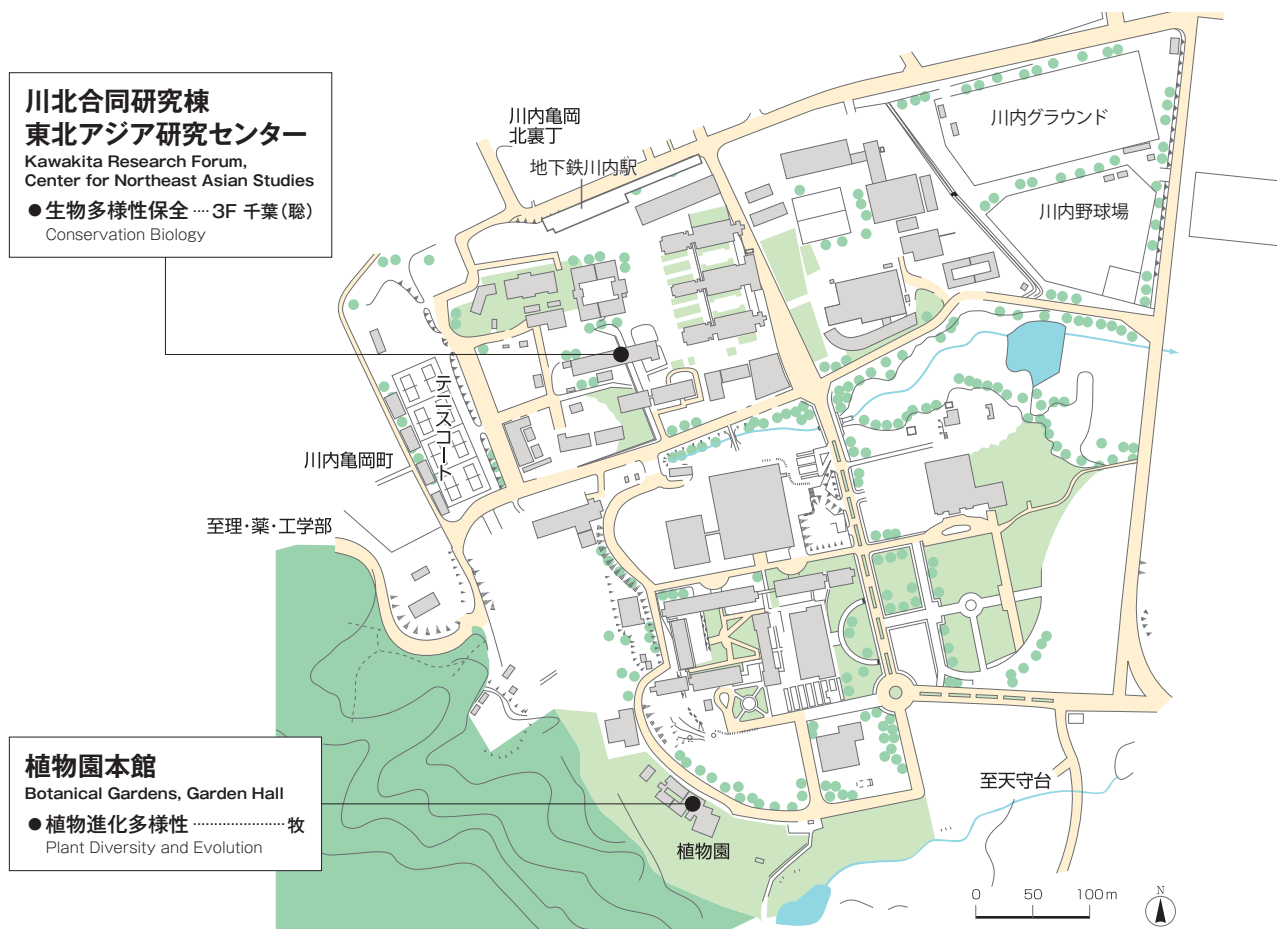 川北合同研究棟
東北アジア研究センター
Kawakita Research Forum,
Center for Northeast Asian Studies
●生物多様性保全 ···· 3F 千葉(聡)
Conservation Biology
川内亀岡
北裏丁
地下鉄川内駅
川内グラウンド
川内野球場
テニスコート
川内亀岡町
至理・薬・工学部
植物園本館
Botanical Gardens, Garden Hall
●植物進化多様性 ····················· 牧
Plant Diversity and Evolution
植物園
至天守台
0 50 100m
N